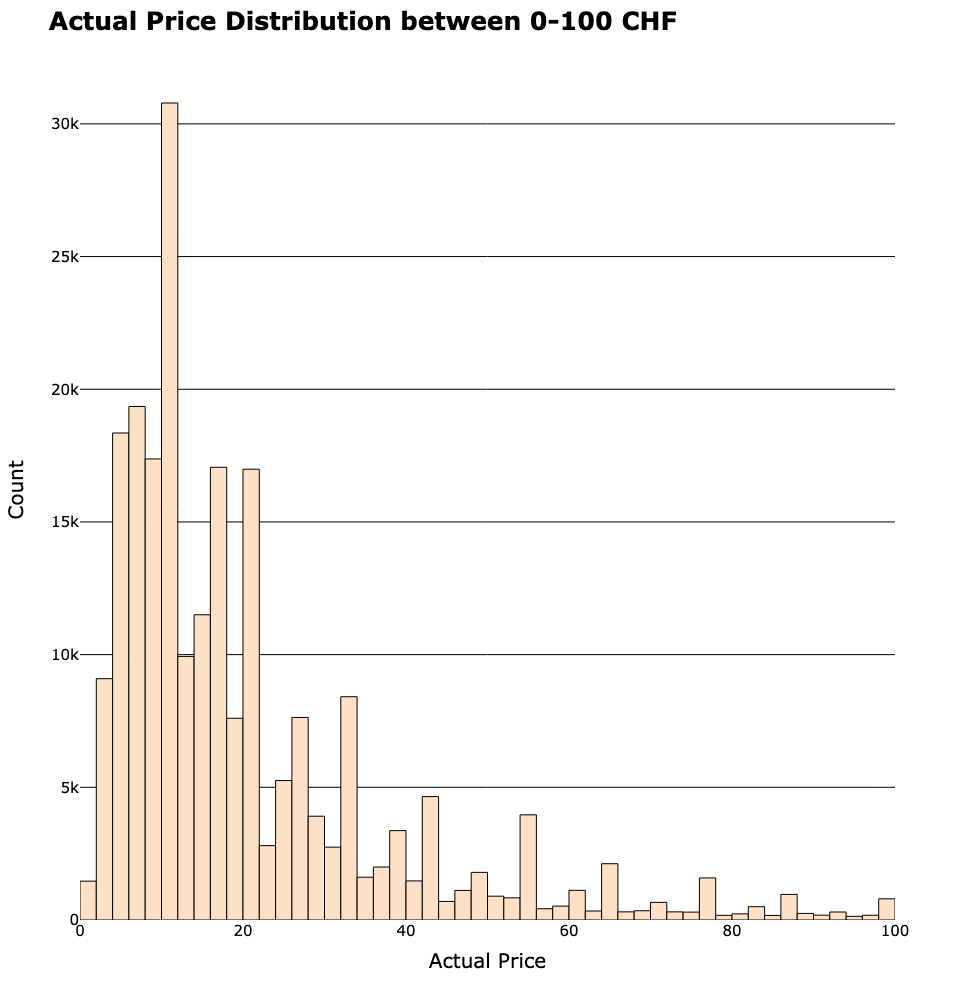 Actual Price Distribution between 0-100 CHF
30k
25k
20k
15k
10k
5k
0
Count
0 20 40 60 80 100
Actual Price